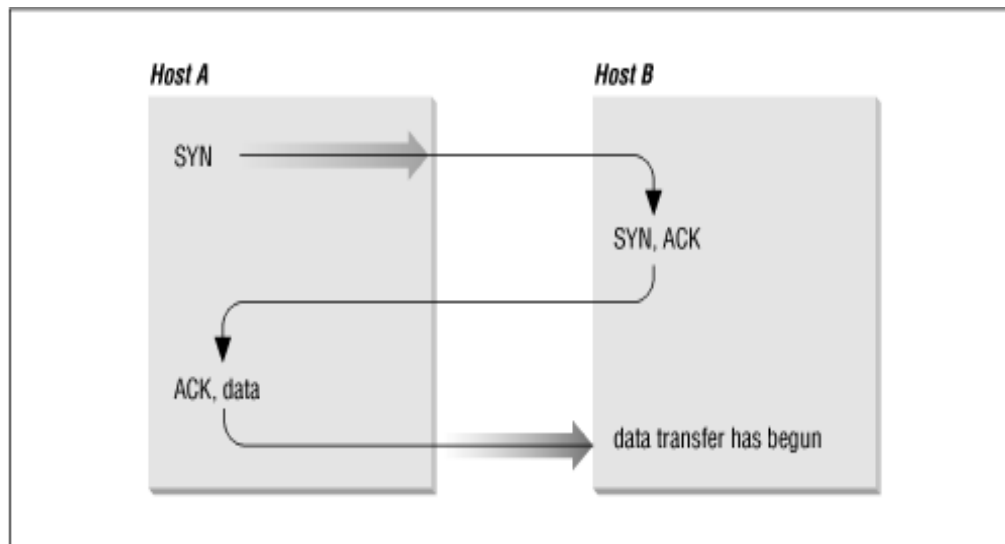 Host A
Host B
SYN
SYN, ACK
ACK, data
data transfer has begun